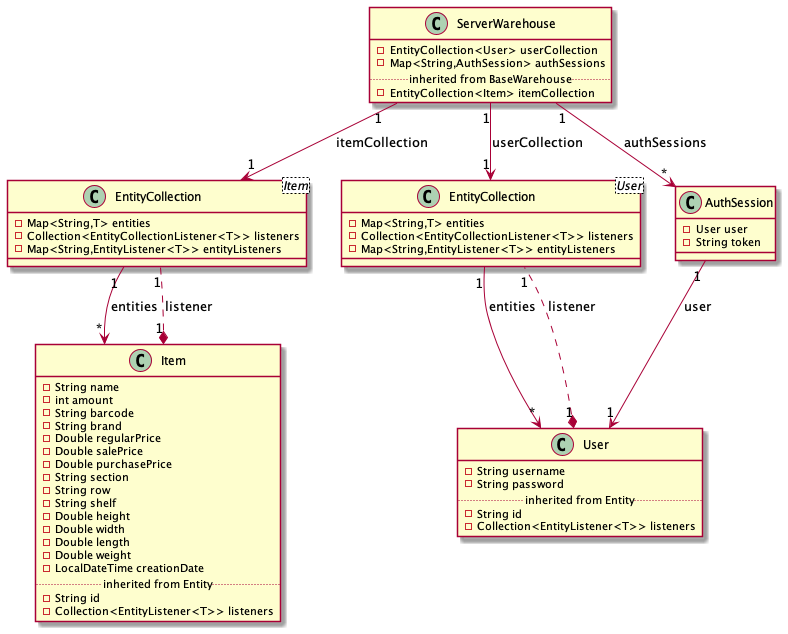 C ServerWarehouse
EntityCollection<User> userCollection
Map<String,AuthSession> authSessions
inherited from BaseWarehouse
EntityCollection<Item> itemCollection
1 1 1
itemCollection userCollection authSessions
1 1 *
C EntityCollection Item
Map<String,T> entities
Collection<EntityCollectionListener<T>> listeners
Map<String,EntityListener<T>> entityListeners
C EntityCollection User
Map<String,T> entities
Collection<EntityCollectionListener<T>> listeners
Map<String,EntityListener<T>> entityListeners
C AuthSession
User user
String token
1 1 1 1 1
entities listener entities listener user
* 1
C Item
String name
int amount
String barcode
String brand
Double regularPrice
Double salePrice
Double purchasePrice
String section
String row
String shelf
Double height
Double width
Double length
Double weight
LocalDateTime creationDate
inherited from Entity
String id
Collection<EntityListener<T>> listeners
* 1 1
C User
String username
String password
inherited from Entity
String id
Collection<EntityListener<T>> listeners